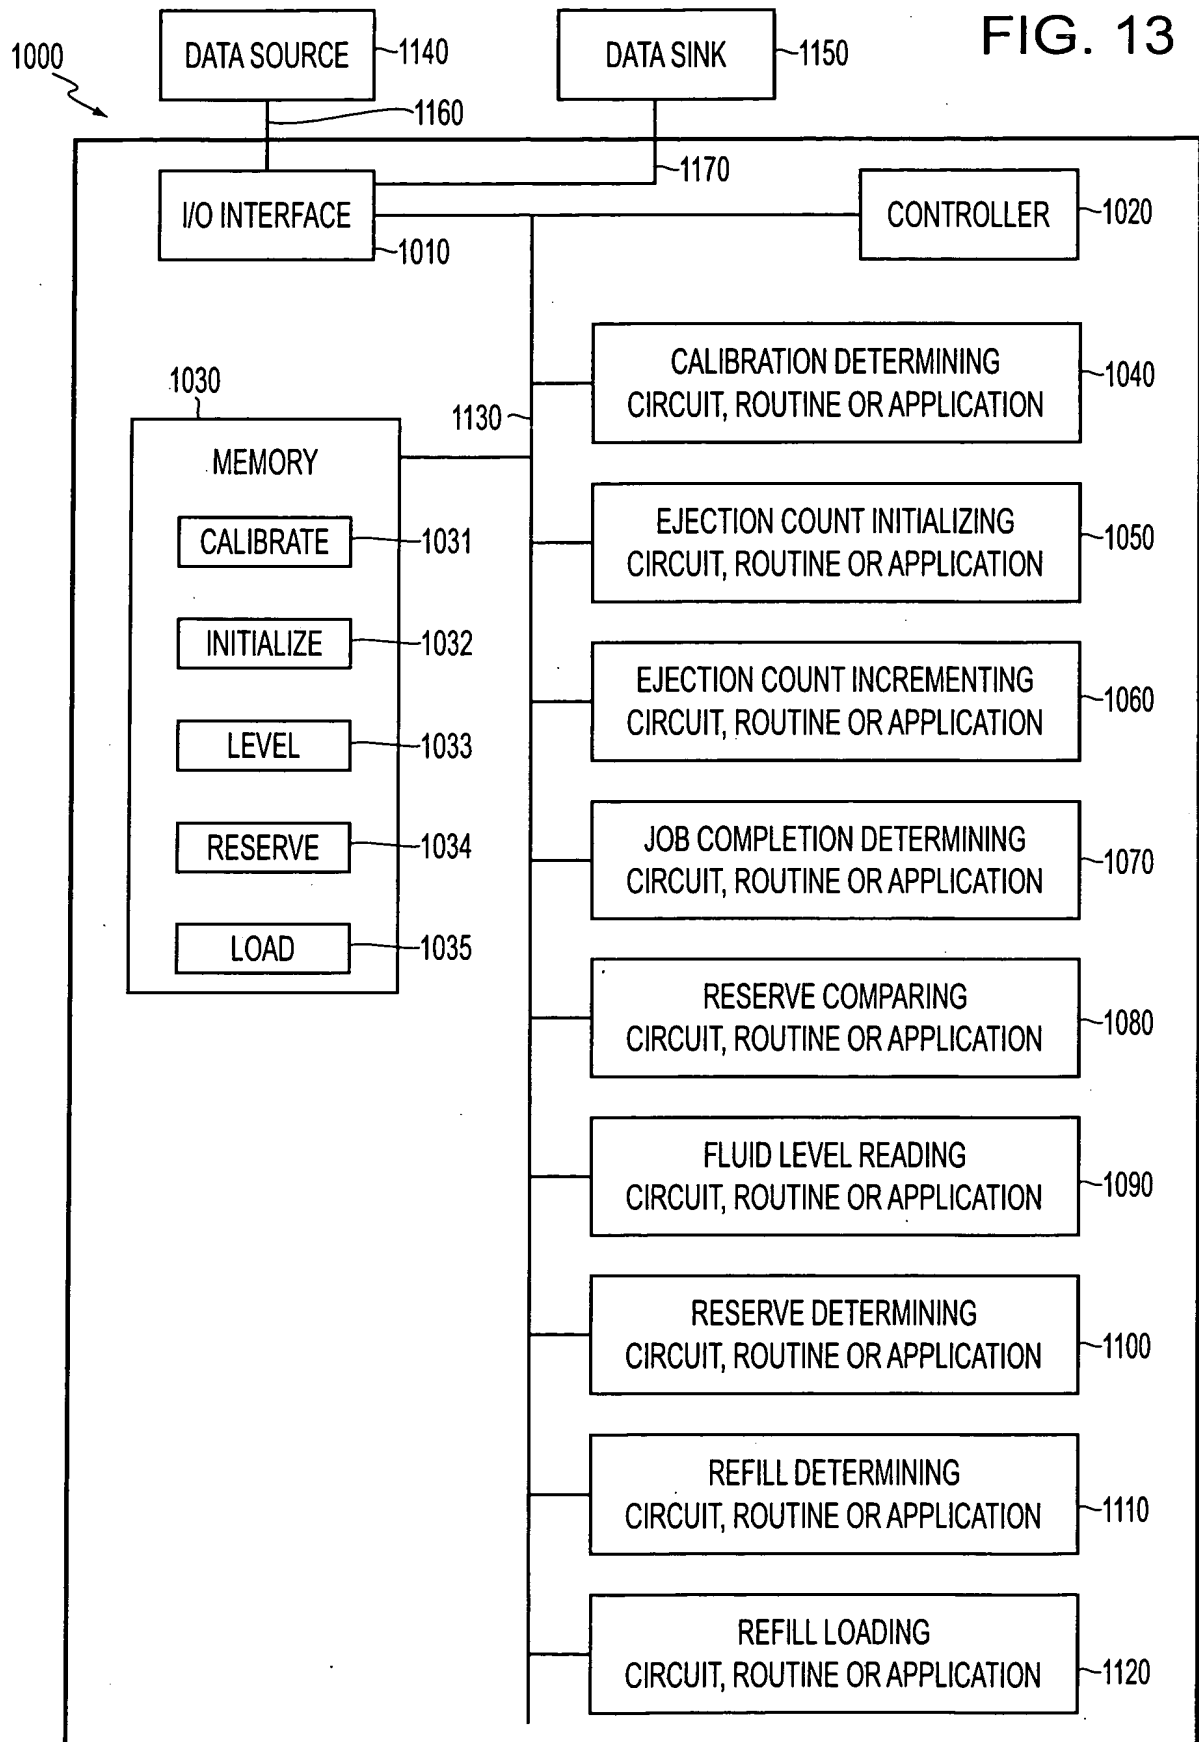 FIG. 13
1000
DATA SOURCE
1140
DATA SINK
1150
1160
1170
I/O INTERFACE
1010
CONTROLLER
1020
1030
MEMORY
CALIBRATE
1031
INITIALIZE
1032
LEVEL
1033
RESERVE
1034
LOAD
1035
1130
CALIBRATION DETERMINING
CIRCUIT, ROUTINE OR APPLICATION
1040
EJECTION COUNT INITIALIZING
CIRCUIT, ROUTINE OR APPLICATION
1050
EJECTION COUNT INCREMENTING
CIRCUIT, ROUTINE OR APPLICATION
1060
JOB COMPLETION DETERMINING
CIRCUIT, ROUTINE OR APPLICATION
1070
RESERVE COMPARING
CIRCUIT, ROUTINE OR APPLICATION
1080
FLUID LEVEL READING
CIRCUIT, ROUTINE OR APPLICATION
1090
RESERVE DETERMINING
CIRCUIT, ROUTINE OR APPLICATION
1100
REFILL DETERMINING
CIRCUIT, ROUTINE OR APPLICATION
1110
REFILL LOADING
CIRCUIT, ROUTINE OR APPLICATION
1120